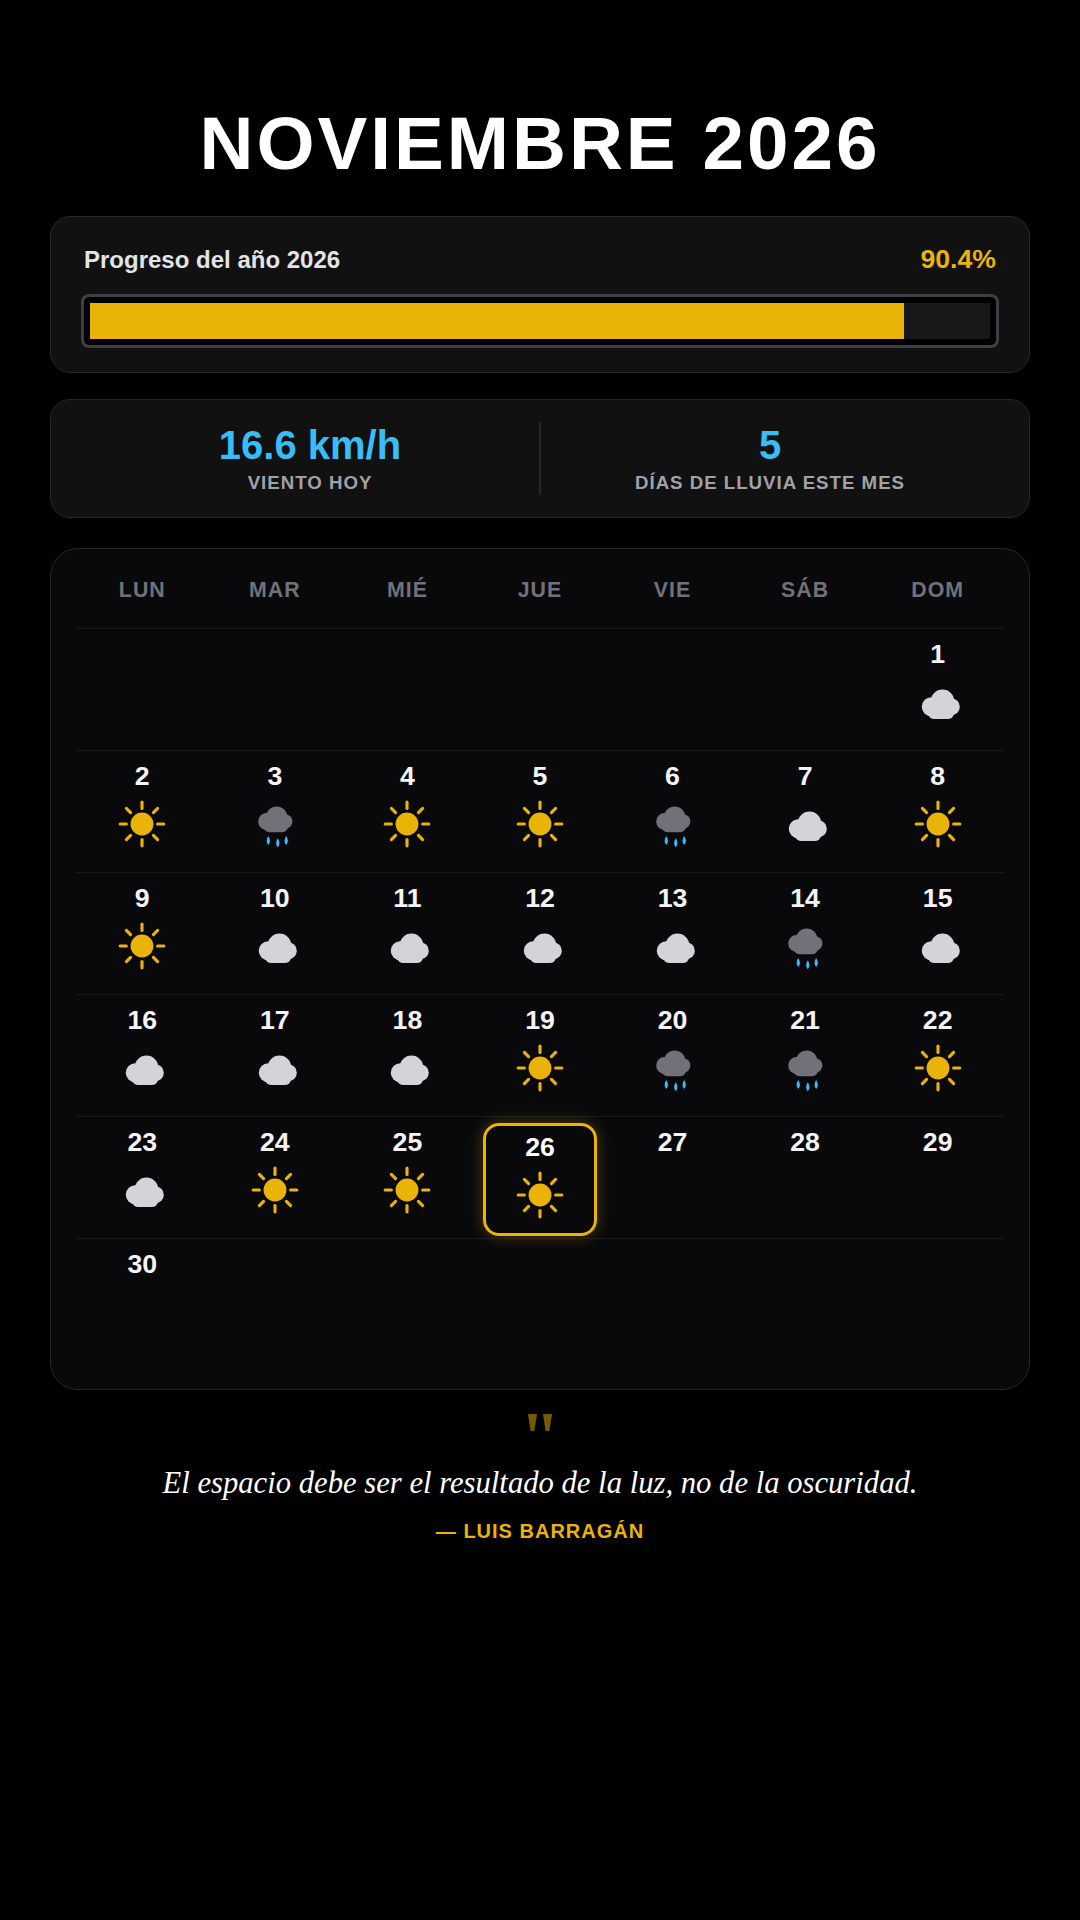 NOVIEMBRE 2026
Progreso del año 2026 90.4%
16.6 km/h 5
VIENTO HOY DÍAS DE LLUVIA ESTE MES
LUN MAR MIÉ JUE VIE SÁB DOM
1
2 3 4 5 6 7 8
9 10 11 12 13 14 15
16 17 18 19 20 21 22
23 24 25 26 27 28 29
30
"
El espacio debe ser el resultado de la luz, no de la oscuridad.
— LUIS BARRAGÁN